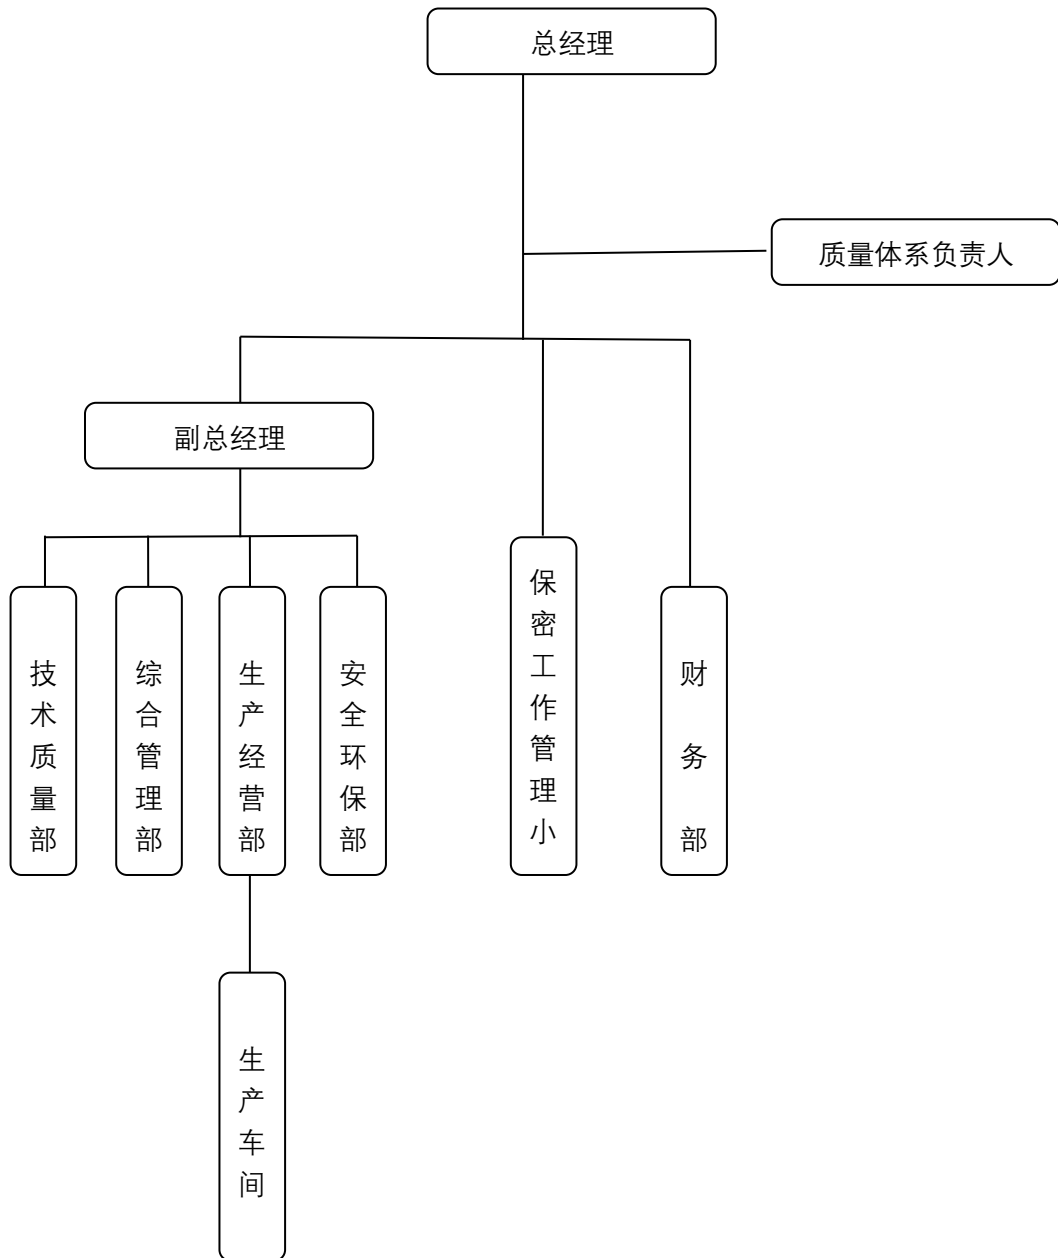 总经理
质量体系负责人
副总经理
技术质量部
综合管理部
生产经营部
安全环保部
保密工作管理小
财务部
生产车间